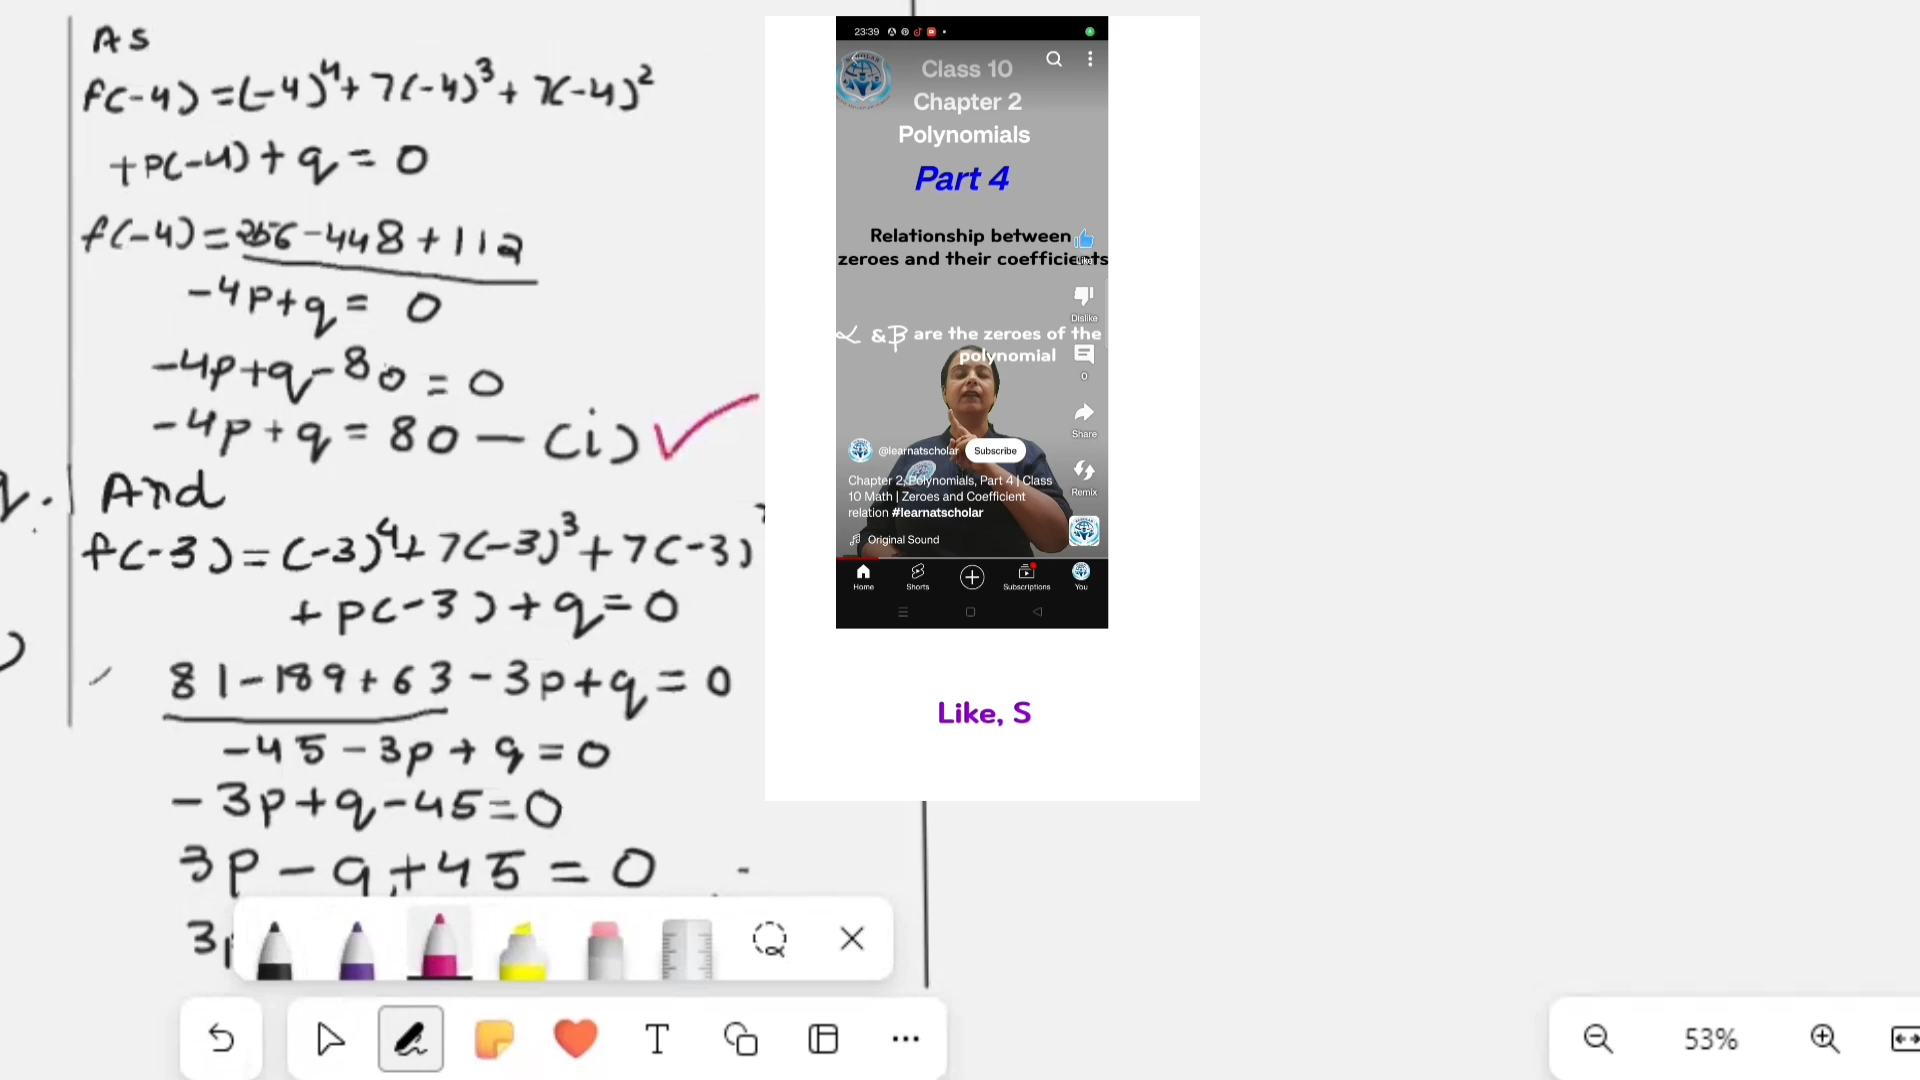 As
f(-4) = (-4)^4 + 7(-4)^3 + 7(-4)^2
+P(-4) + q = 0
f(-4) = 256 - 448 + 112
-4P + q = 0
-4p + q - 80 = 0
-4p + q = 80 — (i) ✓
q. And
f(-3) = (-3)^4 + 7(-3)^3 + 7(-3)
+ p(-3) + q = 0
81 - 189 + 63 - 3p + q = 0
-45 - 3p + q = 0
- 3p + q - 45 = 0
3P - q + 45 = 0
3p
23:39
Class 10
Chapter 2
Polynomials
Part 4
Relationship between
zeroes and their coefficients
Like
Dislike
α & β are the zeroes of the
polynomial
0
Share
@learnatscholar Subscribe
Chapter 2, Polynomials, Part 4 | Class
10 Math | Zeroes and Coefficient
relation #learnatscholar
Remix
Original Sound
Home Shorts Subscriptions You
Like, S
T
53%